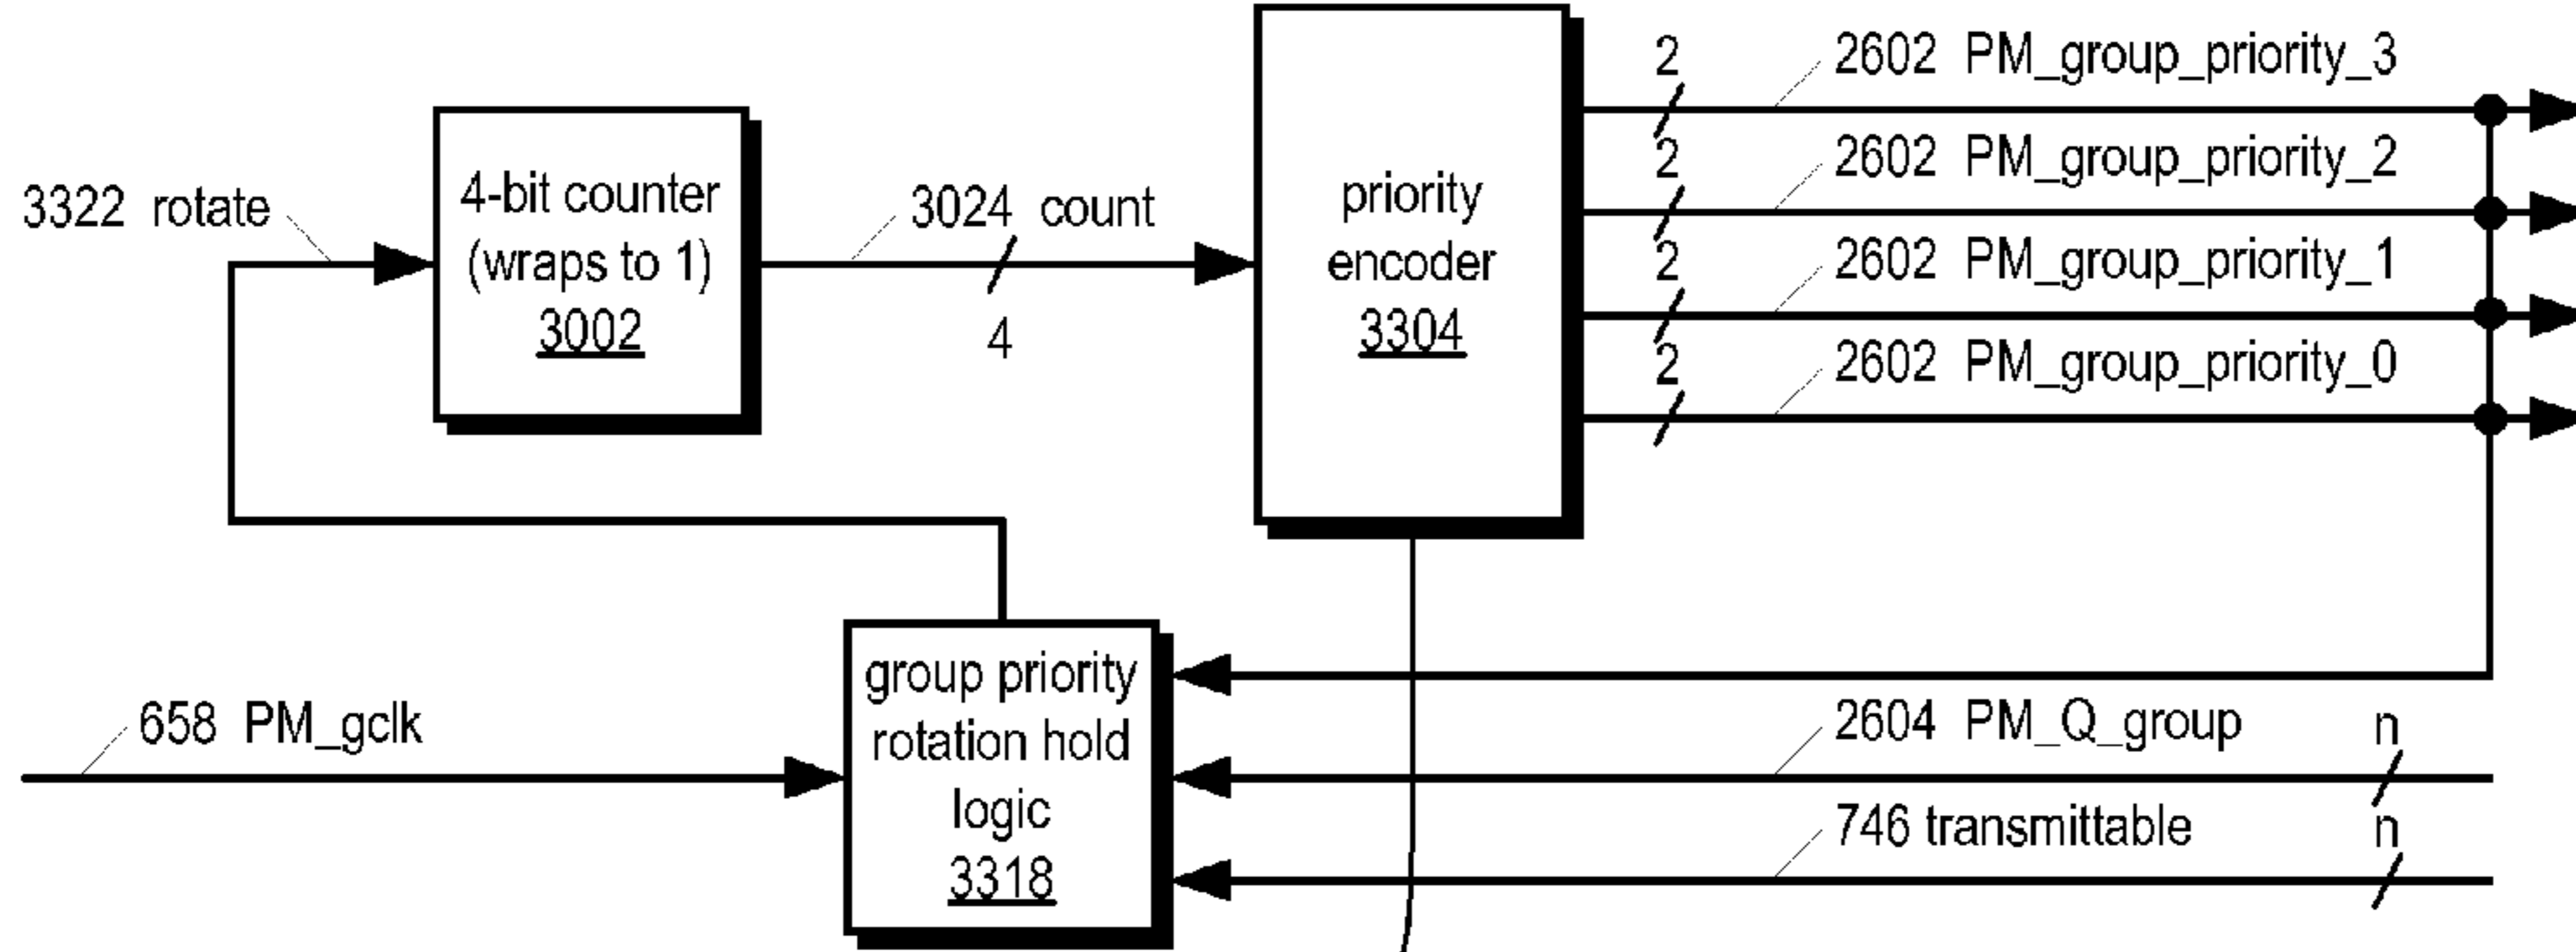 2
2602 PM_group_priority_3
2
2602 PM_group_priority_2
2
2602 PM_group_priority_1
2
2602 PM_group_priority_0
3322 rotate
4-bit counter
(wraps to 1)
3002
3024 count
4
priority
encoder
3304
658 PM_gclk
group priority
rotation hold
logic
3318
2604 PM_Q_group
n
746 transmittable
n